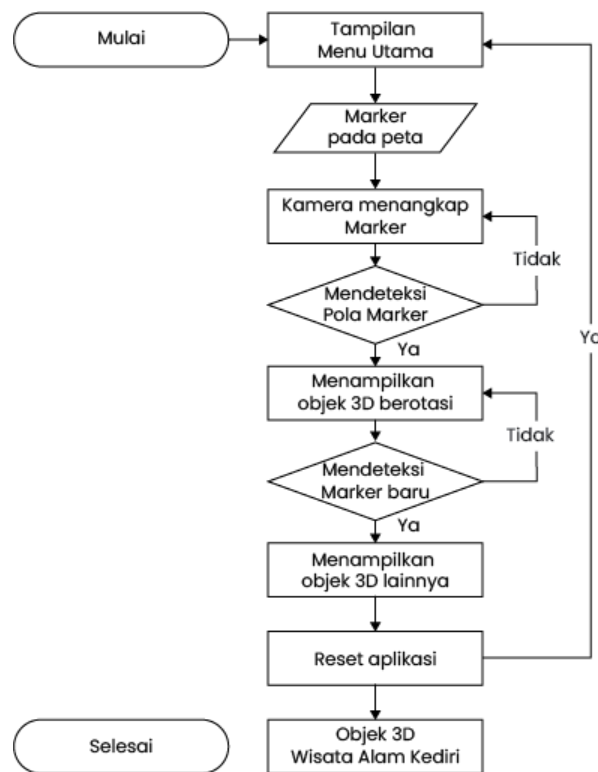 Mulai
Tampilan
Menu Utama
Marker
pada peta
Kamera menangkap
Marker
Tidak
Mendeteksi
Pola Marker
Ya
Ya
Menampilkan
objek 3D berotasi
Tidak
Mendeteksi
Marker baru
Ya
Menampilkan
objek 3D lainnya
Reset aplikasi
Selesai
Objek 3D
Wisata Alam Kediri